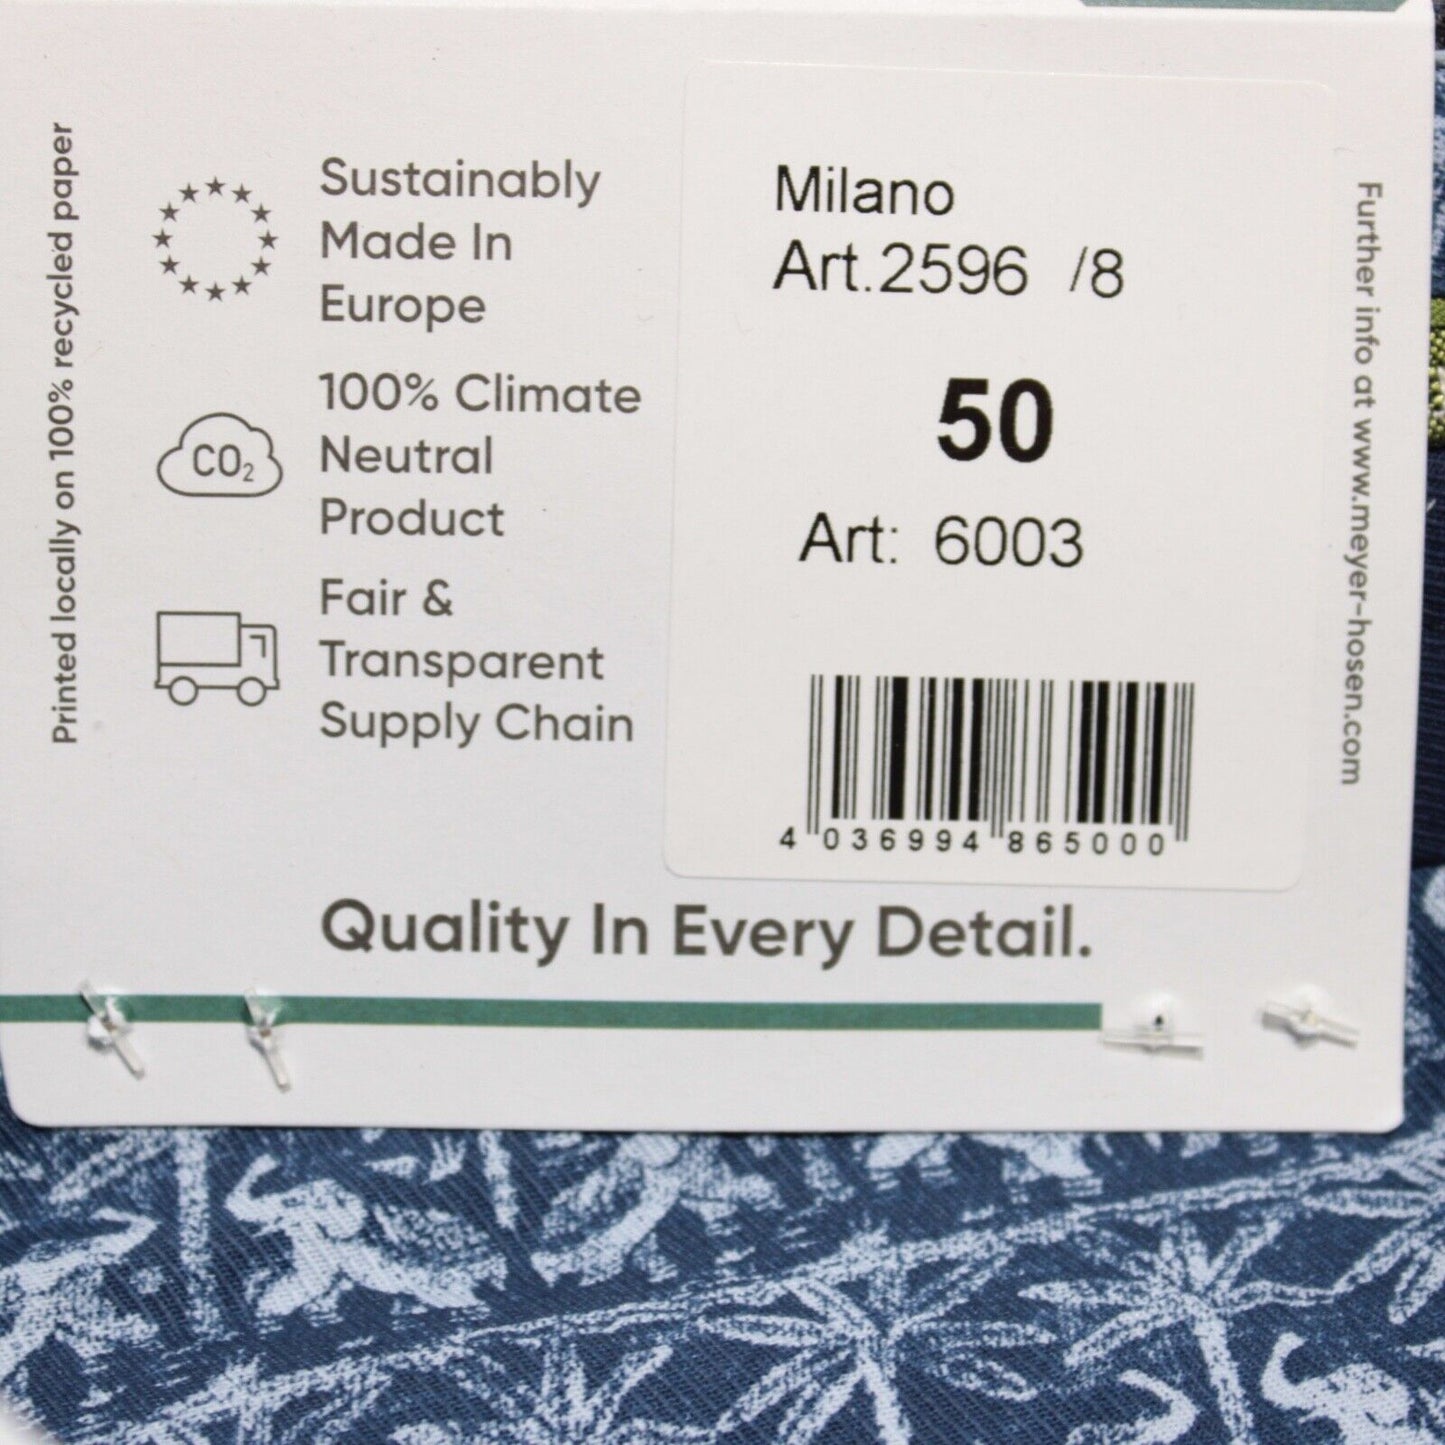 Printed locally on 100% recycled paper
Sustainably
Made In
Europe
CO2
100% Climate
Neutral
Product
Fair &
Transparent
Supply Chain
Milano
Art.2596 /8
50
Art: 6003
4 036994 865000
Further info at www.meyer-hosen.com
Quality In Every Detail.